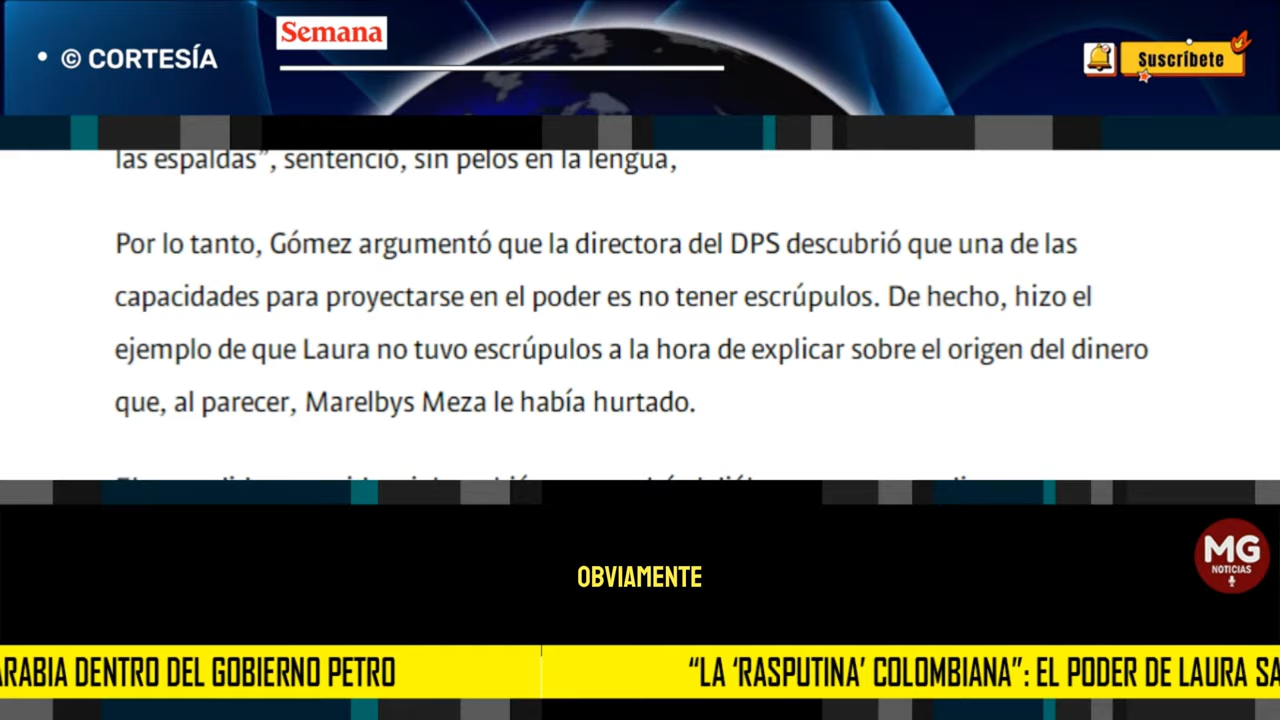 • © CORTESÍA
Semana
Suscríbete
las espaldas”, sentenció, sin pelos en la lengua,
Por lo tanto, Gómez argumentó que la directora del DPS descubrió que una de las
capacidades para proyectarse en el poder es no tener escrúpulos. De hecho, hizo el
ejemplo de que Laura no tuvo escrúpulos a la hora de explicar sobre el origen del dinero
que, al parecer, Marelbys Meza le había hurtado.
OBVIAMENTE
MG
NOTICIAS
ARABIA DENTRO DEL GOBIERNO PETRO
“LA ‘RASPUTINA’ COLOMBIANA”: EL PODER DE LAURA SA